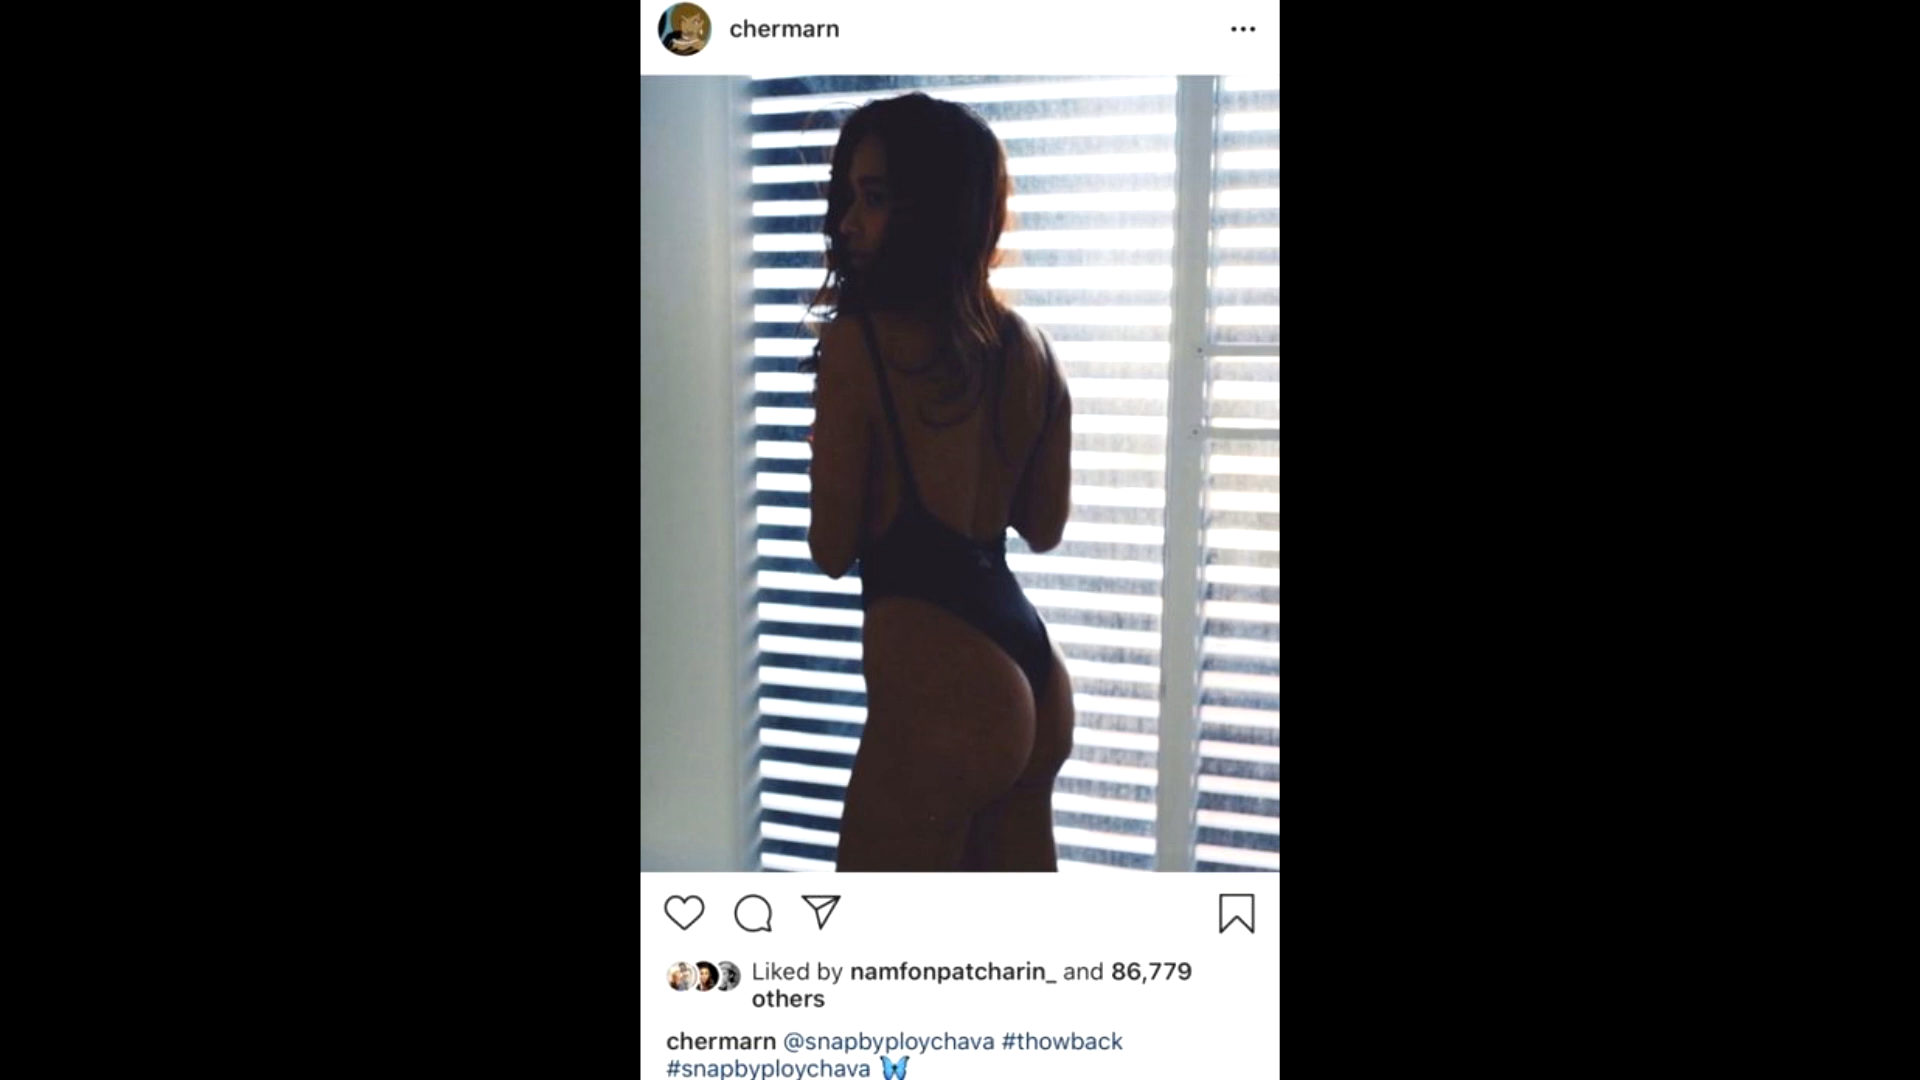 chermarn
Liked by namfonpatcharin_ and 86,779
others
chermarn @snapbyploychava #thowback
#snapbyploychava 🦋